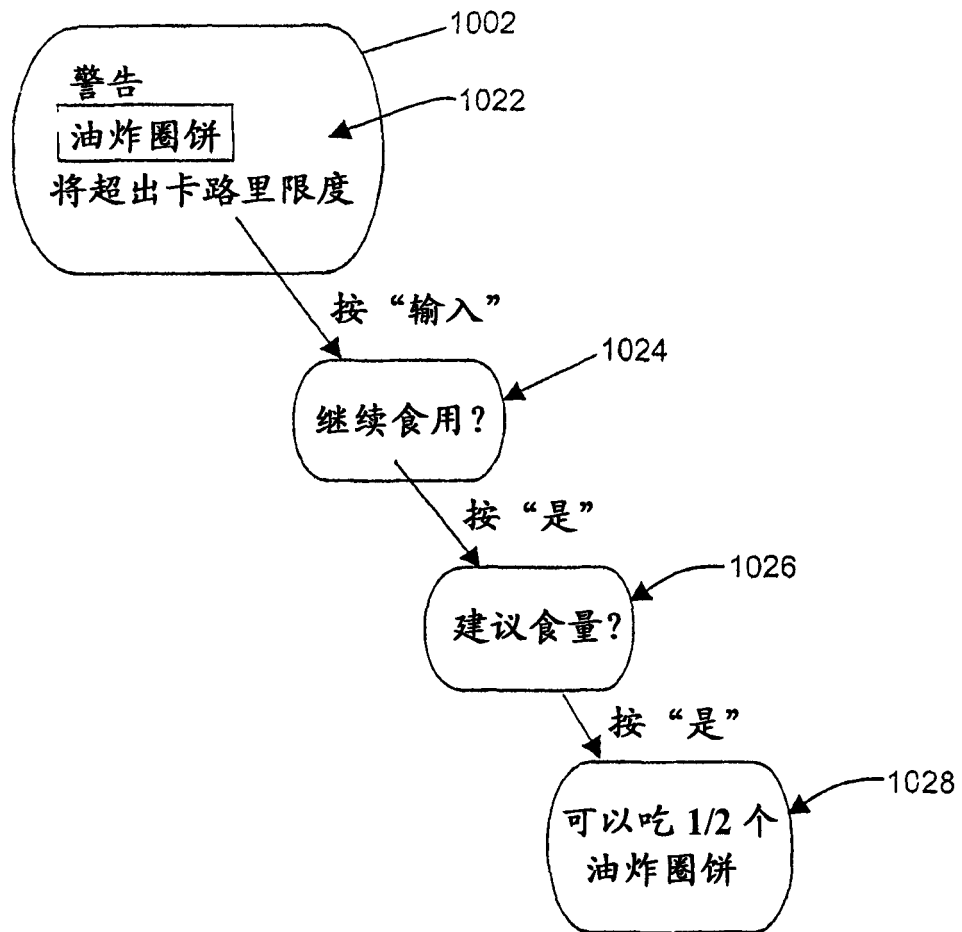 1002
警告
1022
油炸圈饼
将超出卡路里限度
按“输入”
1024
继续食用?
按“是”
1026
建议食量?
按“是”
1028
可以吃 1/2 个
油炸圈饼